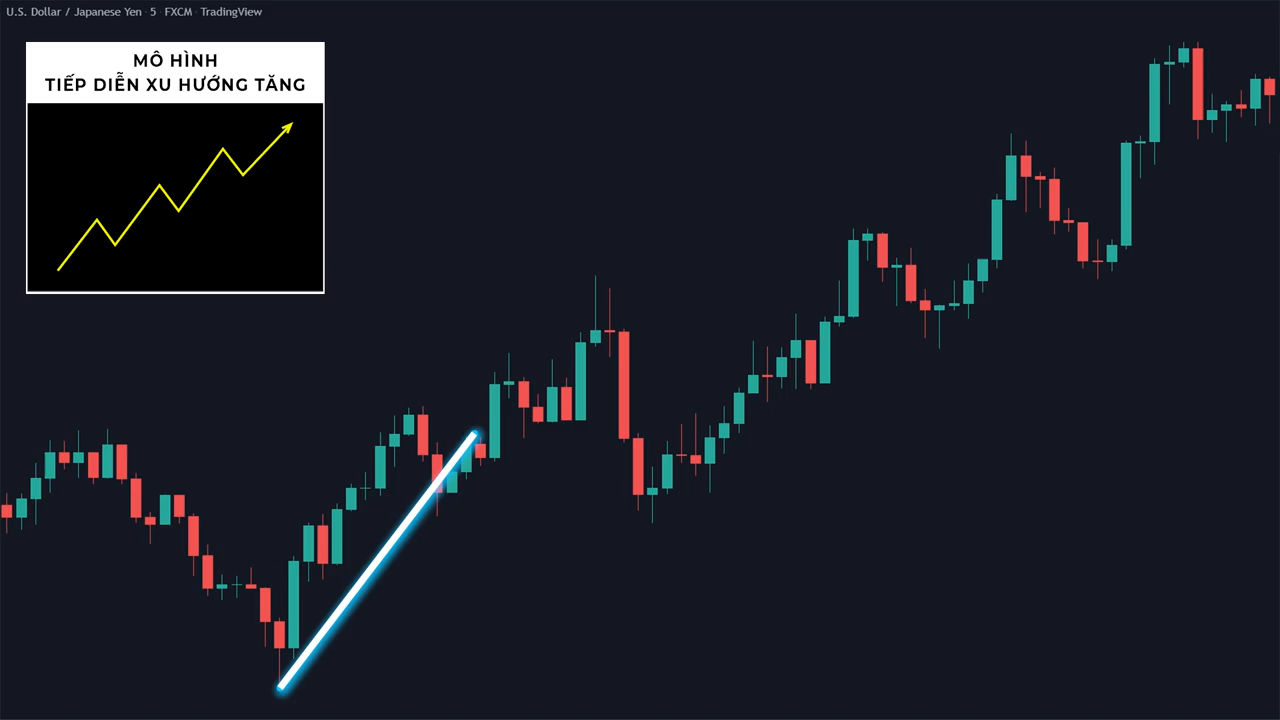 U.S. Dollar / Japanese Yen · 5 · FXCM · TradingView
MÔ HÌNH
TIẾP DIỄN XU HƯỚNG TĂNG